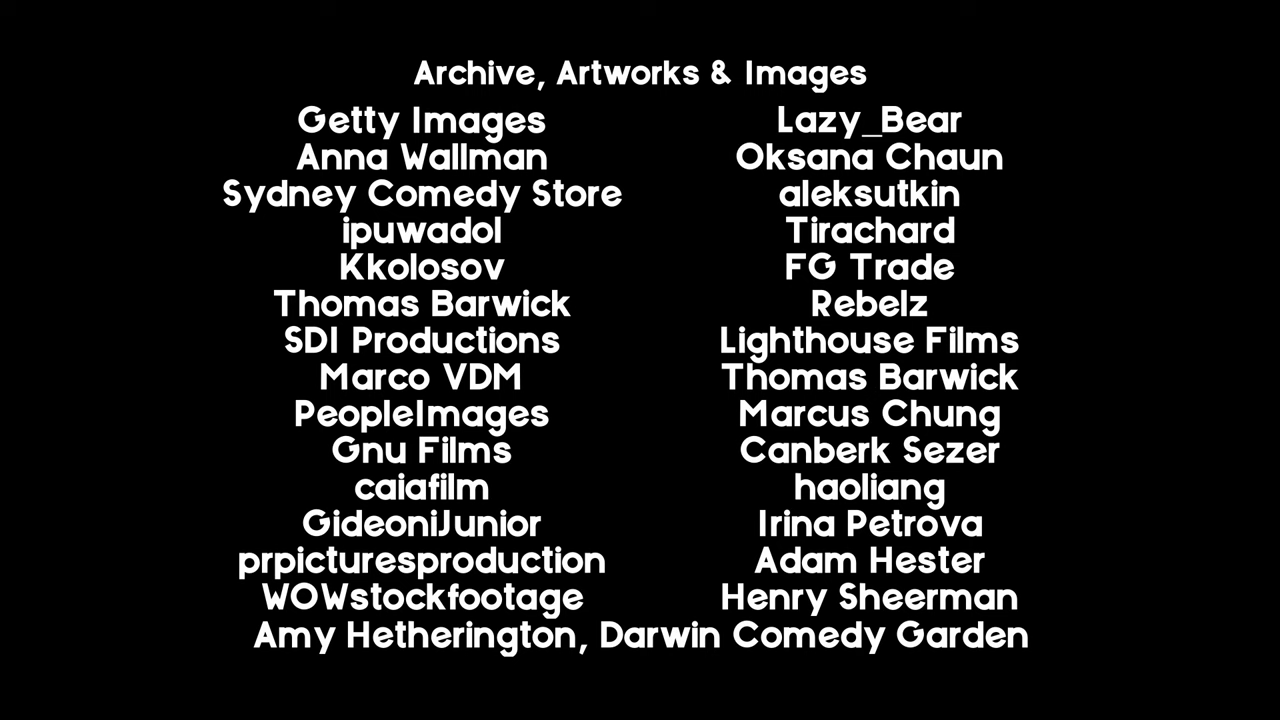 Archive, Artworks & Images
Getty Images
Anna Wallman
Sydney Comedy Store
ipuwadol
Kkolosov
Thomas Barwick
SDI Productions
Marco VDM
PeopleImages
Gnu Films
caiafilm
GideoniJunior
prpicturesproduction
WOWstockfootage
Lazy_Bear
Oksana Chaun
aleksutkin
Tirachard
FG Trade
Rebelz
Lighthouse Films
Thomas Barwick
Marcus Chung
Canberk Sezer
haoliang
Irina Petrova
Adam Hester
Henry Sheerman
Amy Hetherington, Darwin Comedy Garden